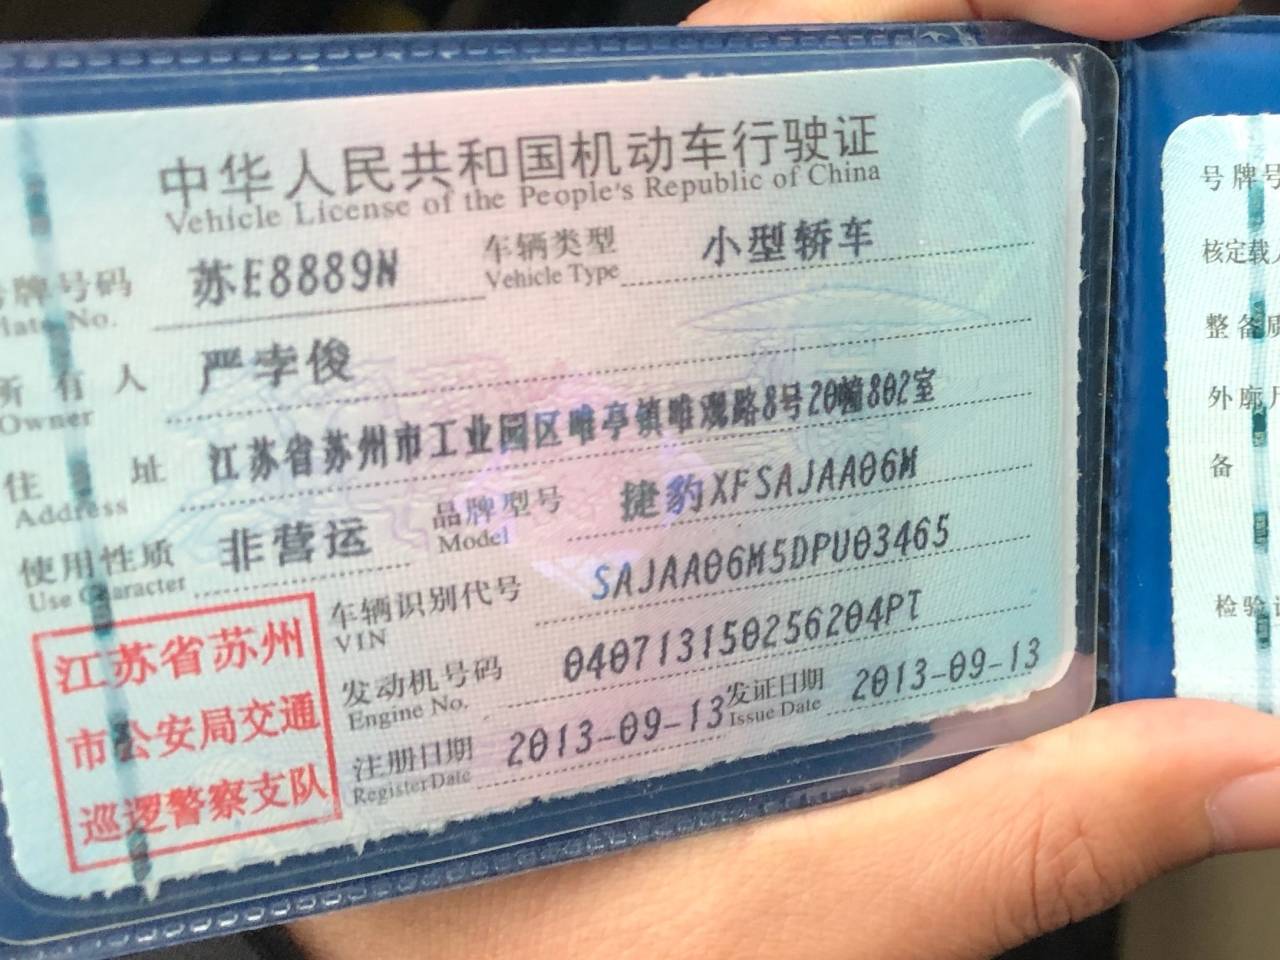 中华人民共和国机动车行驶证
Vehicle License of the People's Republic of China
号牌号码 苏E8889N 车辆类型 小型轿车
Plate No. Vehicle Type
所有人 严孝俊
Owner
住址 江苏省苏州市工业园区唯亭镇唯观路8号20幢802室
Address
使用性质 非营运 品牌型号 捷豹XFSAJAA06M
Use Character Model
车辆识别代号 SAJAA06M5DPU03465
VIN
发动机号码 040713150256204PT
Engine No.
注册日期 2013-09-13 发证日期 2013-09-13
Register Date Issue Date
江苏省苏州
市公安局交通
巡逻警察支队
号牌号
核定载人
整备质
外廓尺
备
检验记